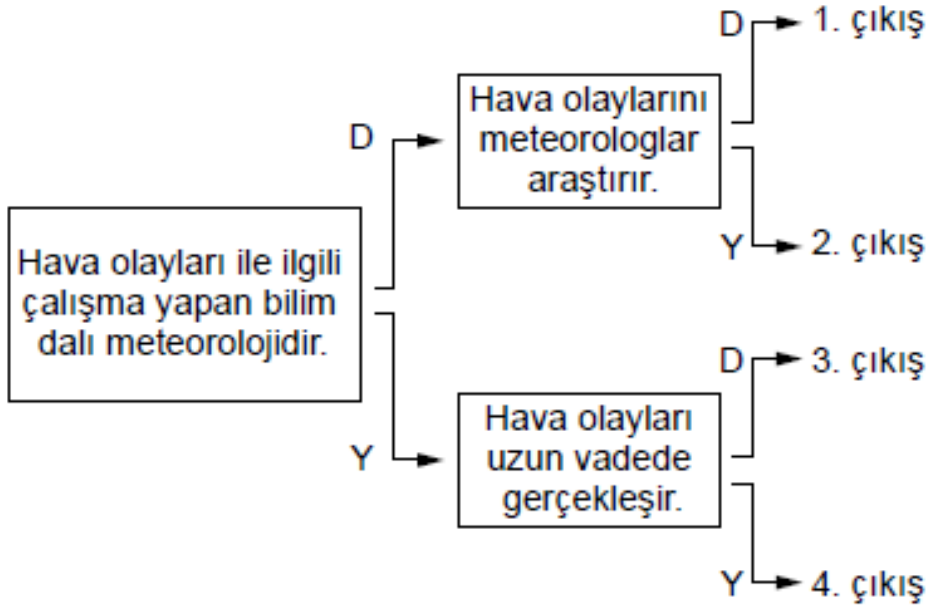 Hava olayları ile ilgili
çalışma yapan bilim
dalı meteorolojidir.
D
Hava olaylarını
meteorologlar
araştırır.
D
1. çıkış
Y
2. çıkış
Y
Hava olayları
uzun vadede
gerçekleşir.
D
3. çıkış
Y
4. çıkış